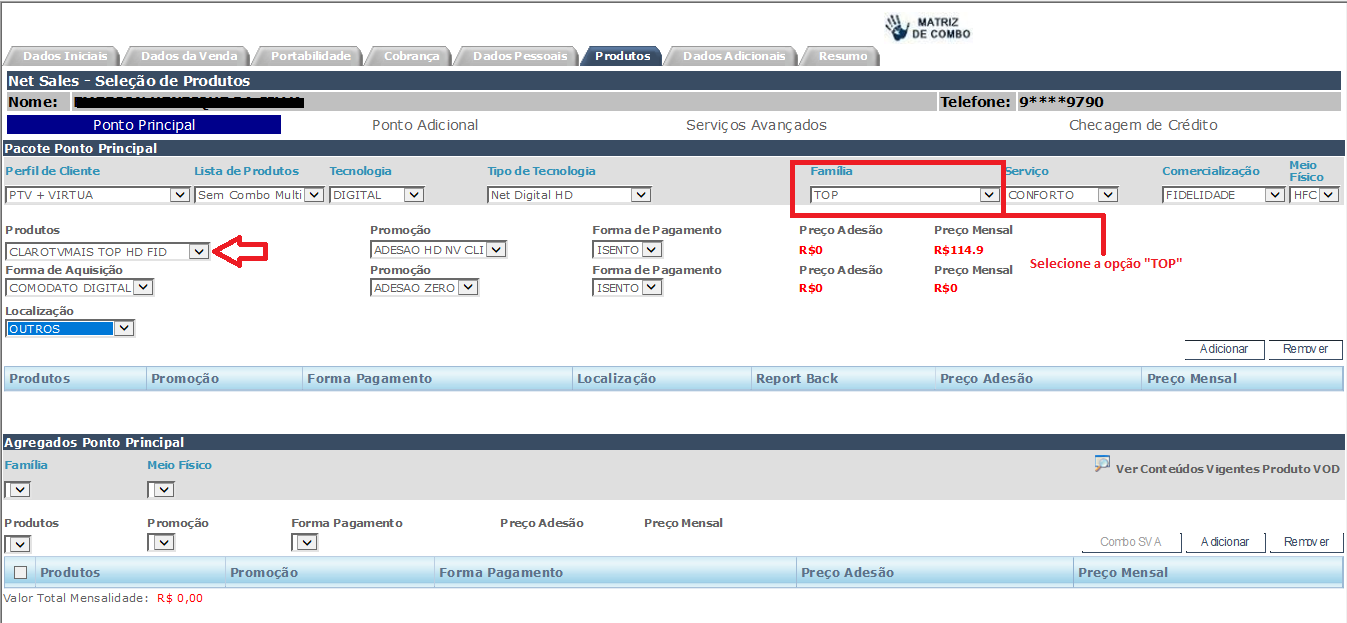 MATRIZ
DE COMBO
Dados Iniciais Dados da Venda Portabilidade Cobrança Dados Pessoais Produtos Dados Adicionais Resumo
Net Sales - Seleção de Produtos
Nome: Telefone: 9****9790
Ponto Principal Ponto Adicional Serviços Avançados Checagem de Crédito
Pacote Ponto Principal
Perfil de Cliente Lista de Produtos Tecnologia Tipo de Tecnologia Família Serviço Comercialização Meio
Físico
PTV + VIRTUA Sem Combo Multi DIGITAL Net Digital HD TOP CONFORTO FIDELIDADE HFC
Produtos Promoção Forma de Pagamento Preço Adesão Preço Mensal
CLAROTVMAIS TOP HD FID ADESAO HD NV CLI ISENTO R$0 R$114.9
Selecione a opção "TOP"
Forma de Aquisição Promoção Forma de Pagamento Preço Adesão Preço Mensal
COMODATO DIGITAL ADESAO ZERO ISENTO R$0 R$0
Localização
OUTROS
Adicionar Remover
Produtos Promoção Forma Pagamento Localização Report Back Preço Adesão Preço Mensal
Agregados Ponto Principal
Família Meio Físico
Ver Conteúdos Vigentes Produto VOD
Produtos Promoção Forma Pagamento Preço Adesão Preço Mensal
Combo SVA Adicionar Remover
Produtos Promoção Forma Pagamento Preço Adesão Preço Mensal
Valor Total Mensalidade: R$ 0,00